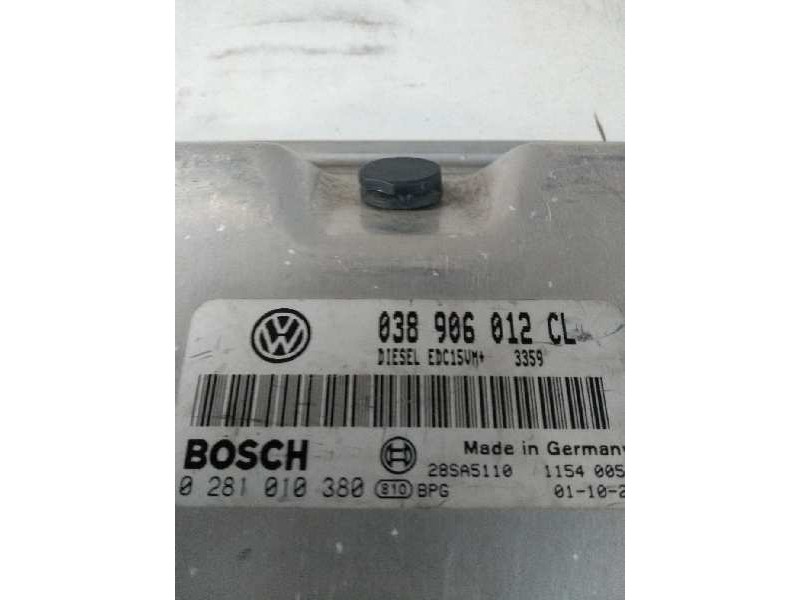 038 906 012 CL
DIESEL EDC15VM+ 3359
BOSCH
Made in Germany
28SA5110 1154 005
0 281 010 380 810 BPG 01-10-2